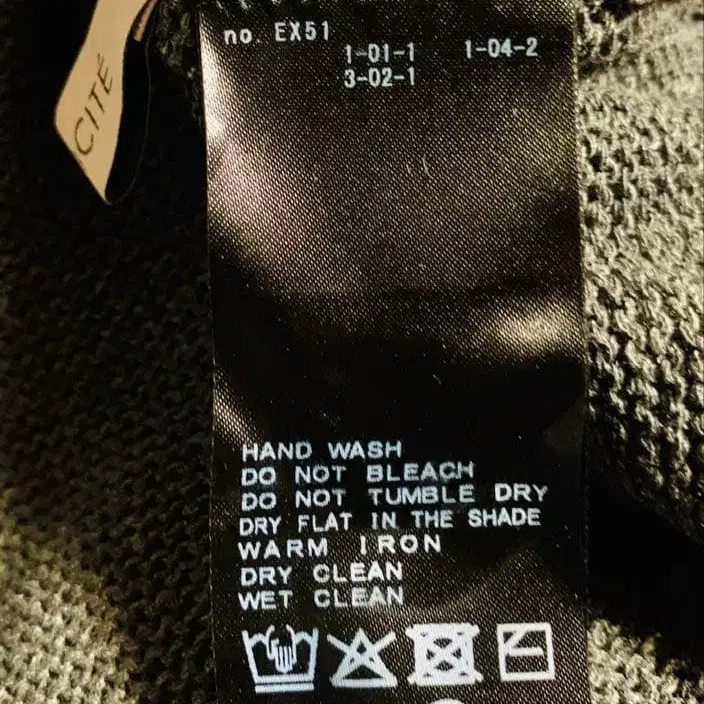 CITÉ
no. EX51
1-01-1 1-04-2
3-02-1
HAND WASH
DO NOT BLEACH
DO NOT TUMBLE DRY
DRY FLAT IN THE SHADE
WARM IRON
DRY CLEAN
WET CLEAN